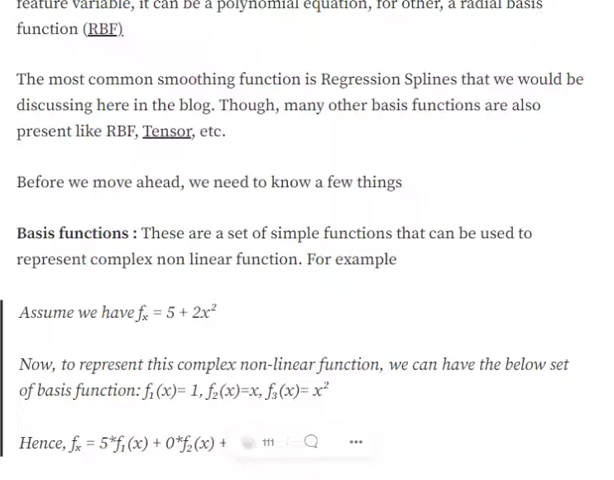 feature variable, it can be a polynomial equation, for other, a radial basis
function (RBF)
The most common smoothing function is Regression Splines that we would be
discussing here in the blog. Though, many other basis functions are also
present like RBF, Tensor, etc.
Before we move ahead, we need to know a few things
Basis functions : These are a set of simple functions that can be used to
represent complex non linear function. For example
Assume we have fₓ = 5 + 2x²
Now, to represent this complex non-linear function, we can have the below set
of basis function: f₁(x)= 1, f₂(x)=x, f₃(x)= x²
Hence, fₓ = 5*f₁(x) + 0*f₂(x) + 111